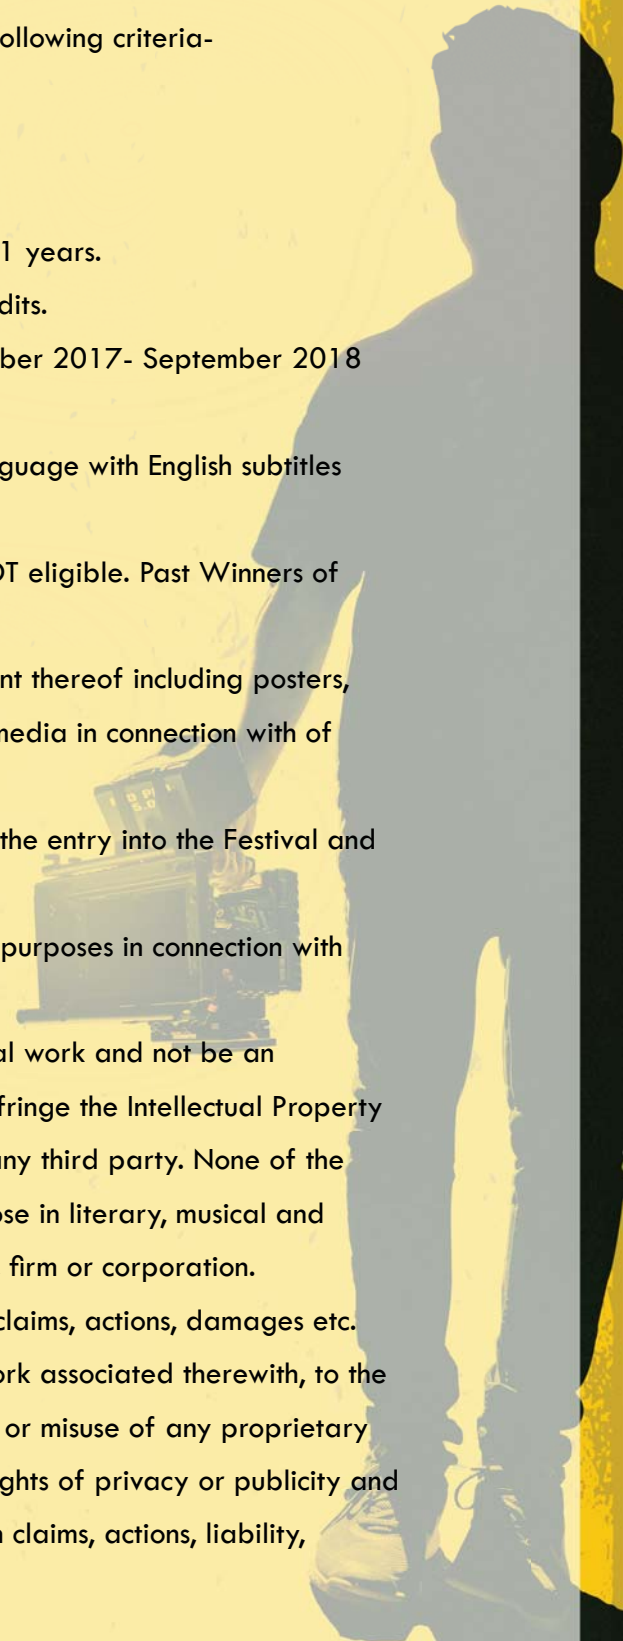 ollowing criteria-
1 years.
dits.
ber 2017- September 2018
guage with English subtitles
OT eligible. Past Winners of
nt thereof including posters,
media in connection with of
the entry into the Festival and
purposes in connection with
al work and not be an
fringe the Intellectual Property
any third party. None of the
ose in literary, musical and
firm or corporation.
claims, actions, damages etc.
ork associated therewith, to the
or misuse of any proprietary
ghts of privacy or publicity and
claims, actions, liability,